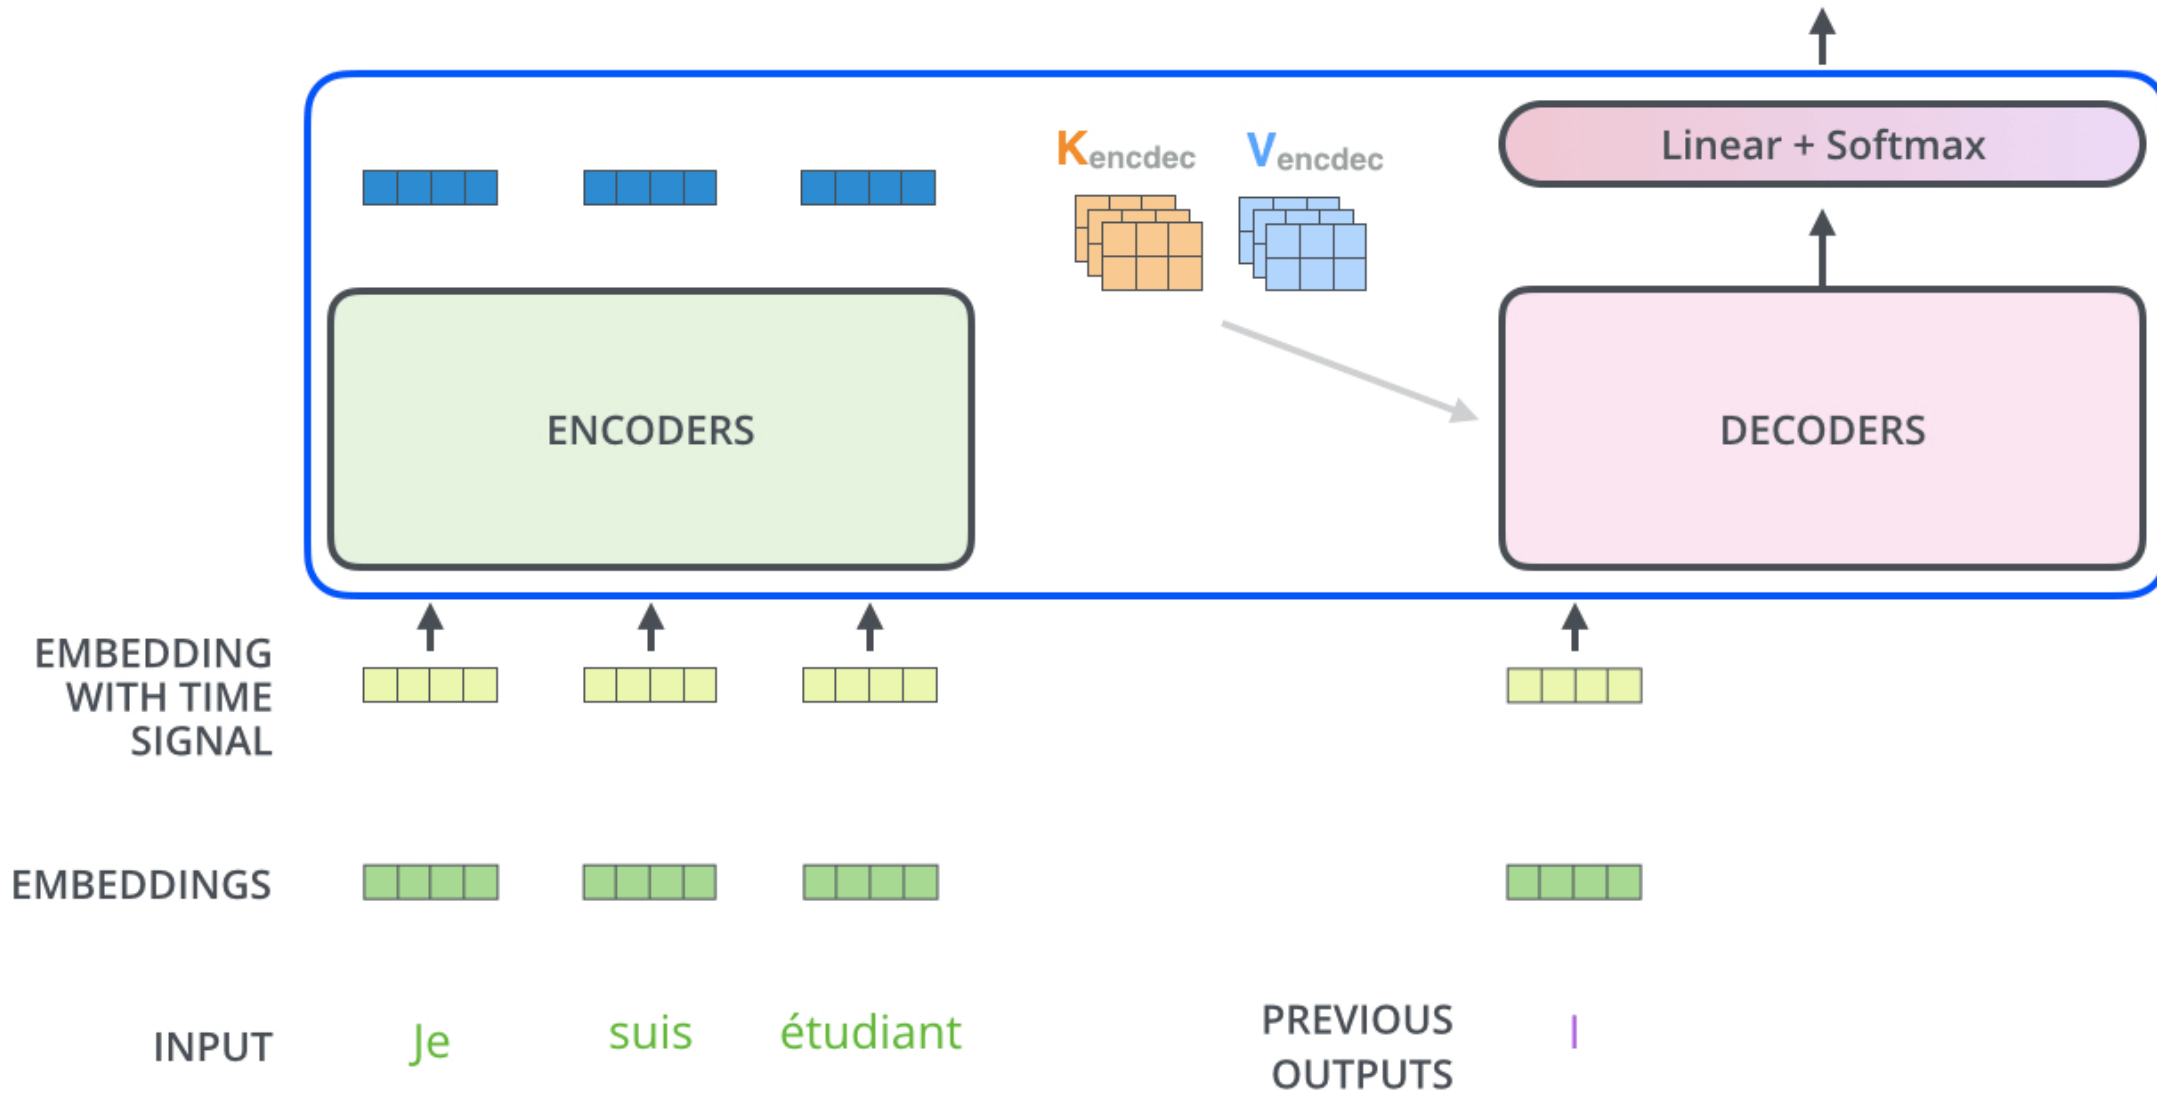 Kencdec Vencdec
Linear + Softmax
ENCODERS
DECODERS
EMBEDDING
WITH TIME
SIGNAL
EMBEDDINGS
INPUT Je suis étudiant
PREVIOUS
OUTPUTS
I